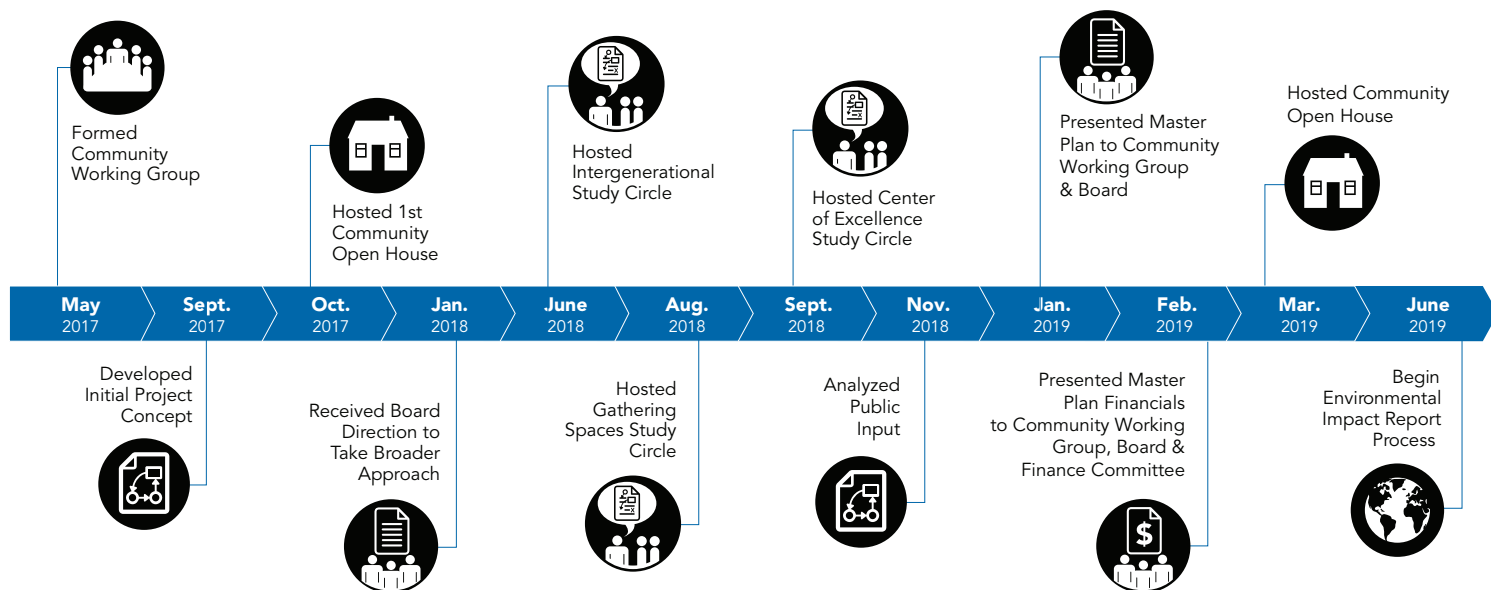 Formed
Community
Working Group
Hosted 1st
Community
Open House
Hosted
Intergenerational
Study Circle
Hosted Center
of Excellence
Study Circle
Presented Master
Plan to Community
Working Group
& Board
Hosted Community
Open House
May
2017
Sept.
2017
Oct.
2017
Jan.
2018
June
2018
Aug.
2018
Sept.
2018
Nov.
2018
Jan.
2019
Feb.
2019
Mar.
2019
June
2019
Developed
Initial Project
Concept
Received Board
Direction to
Take Broader
Approach
Hosted
Gathering
Spaces Study
Circle
Analyzed
Public
Input
Presented Master
Plan Financials
to Community Working
Group, Board &
Finance Committee
$
Begin
Environmental
Impact Report
Process